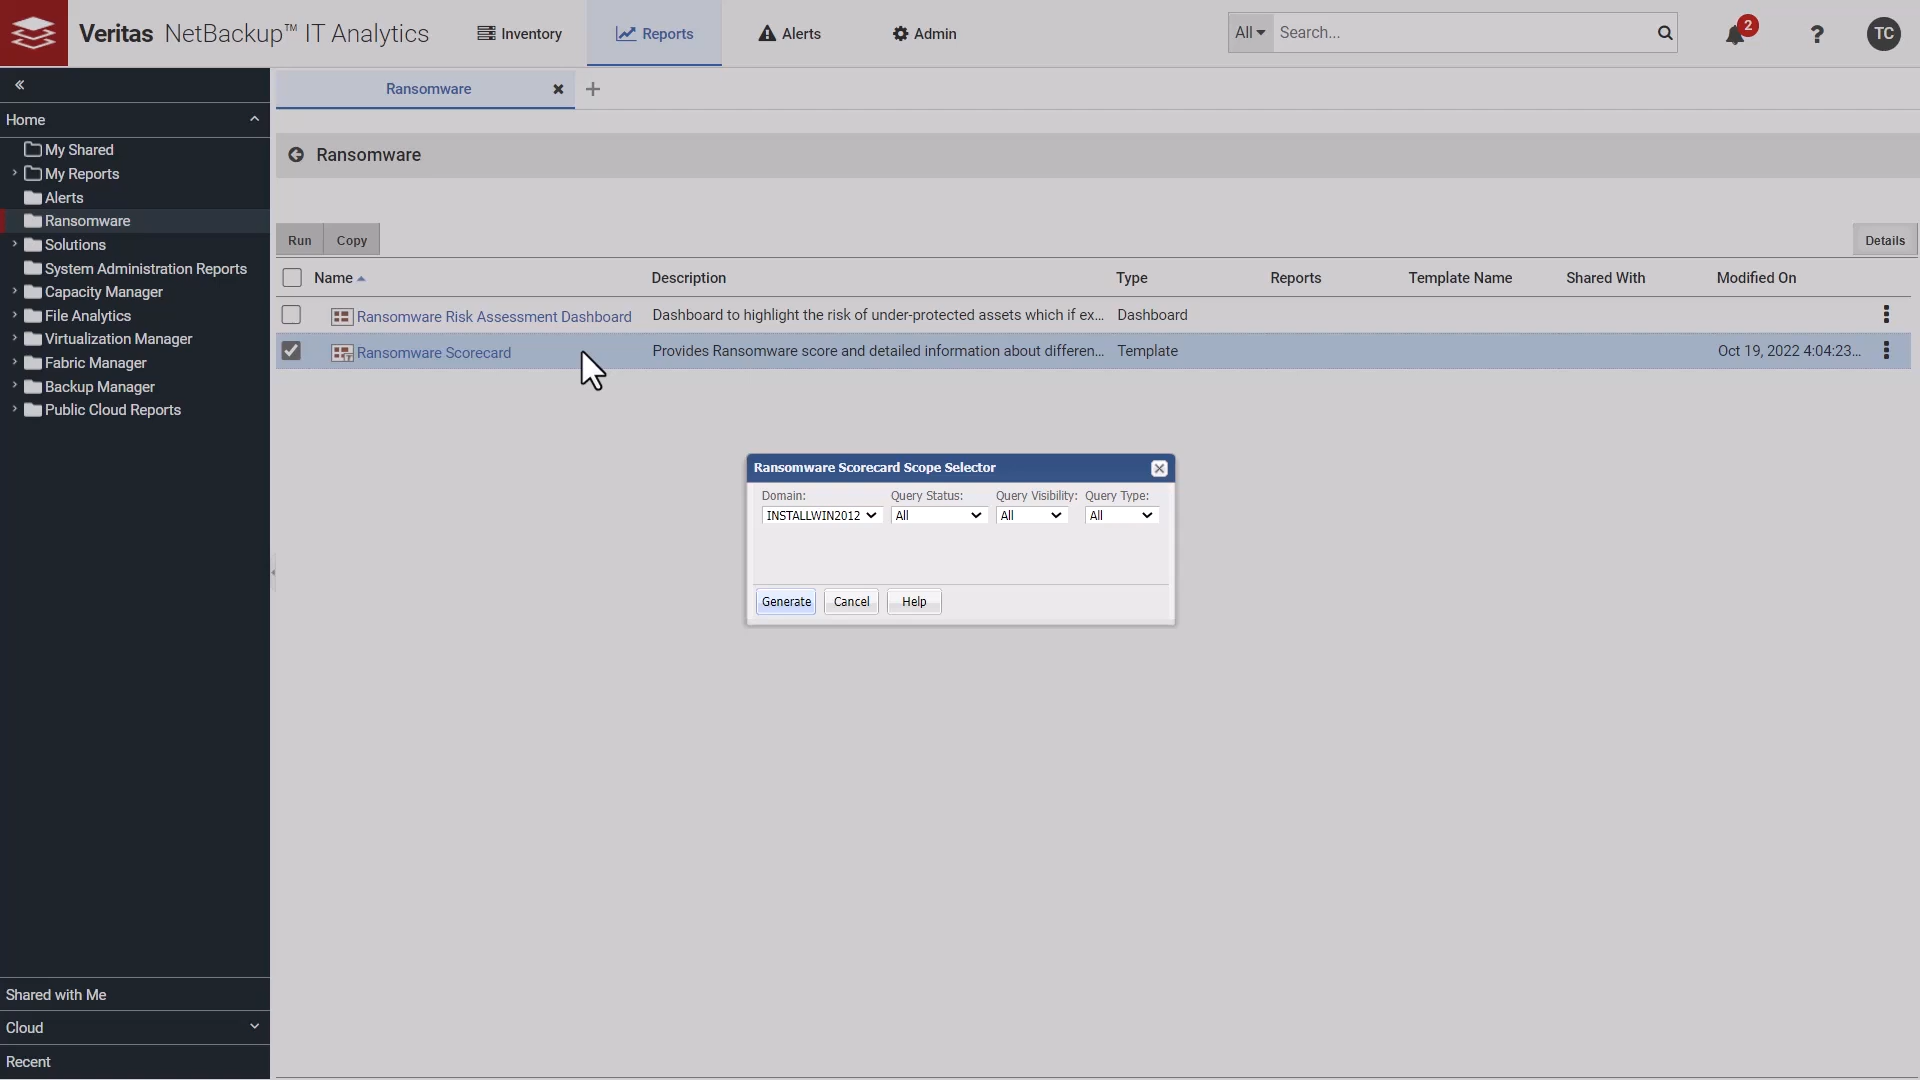 Veritas NetBackup™ IT Analytics
Inventory
Reports
Alerts
Admin
All
Search...
2
?
TC
Ransomware
Home
My Shared
My Reports
Alerts
Ransomware
Solutions
System Administration Reports
Capacity Manager
File Analytics
Virtualization Manager
Fabric Manager
Backup Manager
Public Cloud Reports
Shared with Me
Cloud
Recent
Ransomware
Run
Copy
Details
Name
Description
Type
Reports
Template Name
Shared With
Modified On
Ransomware Risk Assessment Dashboard
Dashboard to highlight the risk of under-protected assets which if ex...
Dashboard
Ransomware Scorecard
Provides Ransomware score and detailed information about differen...
Template
Oct 19, 2022 4:04:23...
Ransomware Scorecard Scope Selector
Domain:
Query Status:
Query Visibility:
Query Type:
INSTALLWIN2012
All
All
All
Generate
Cancel
Help